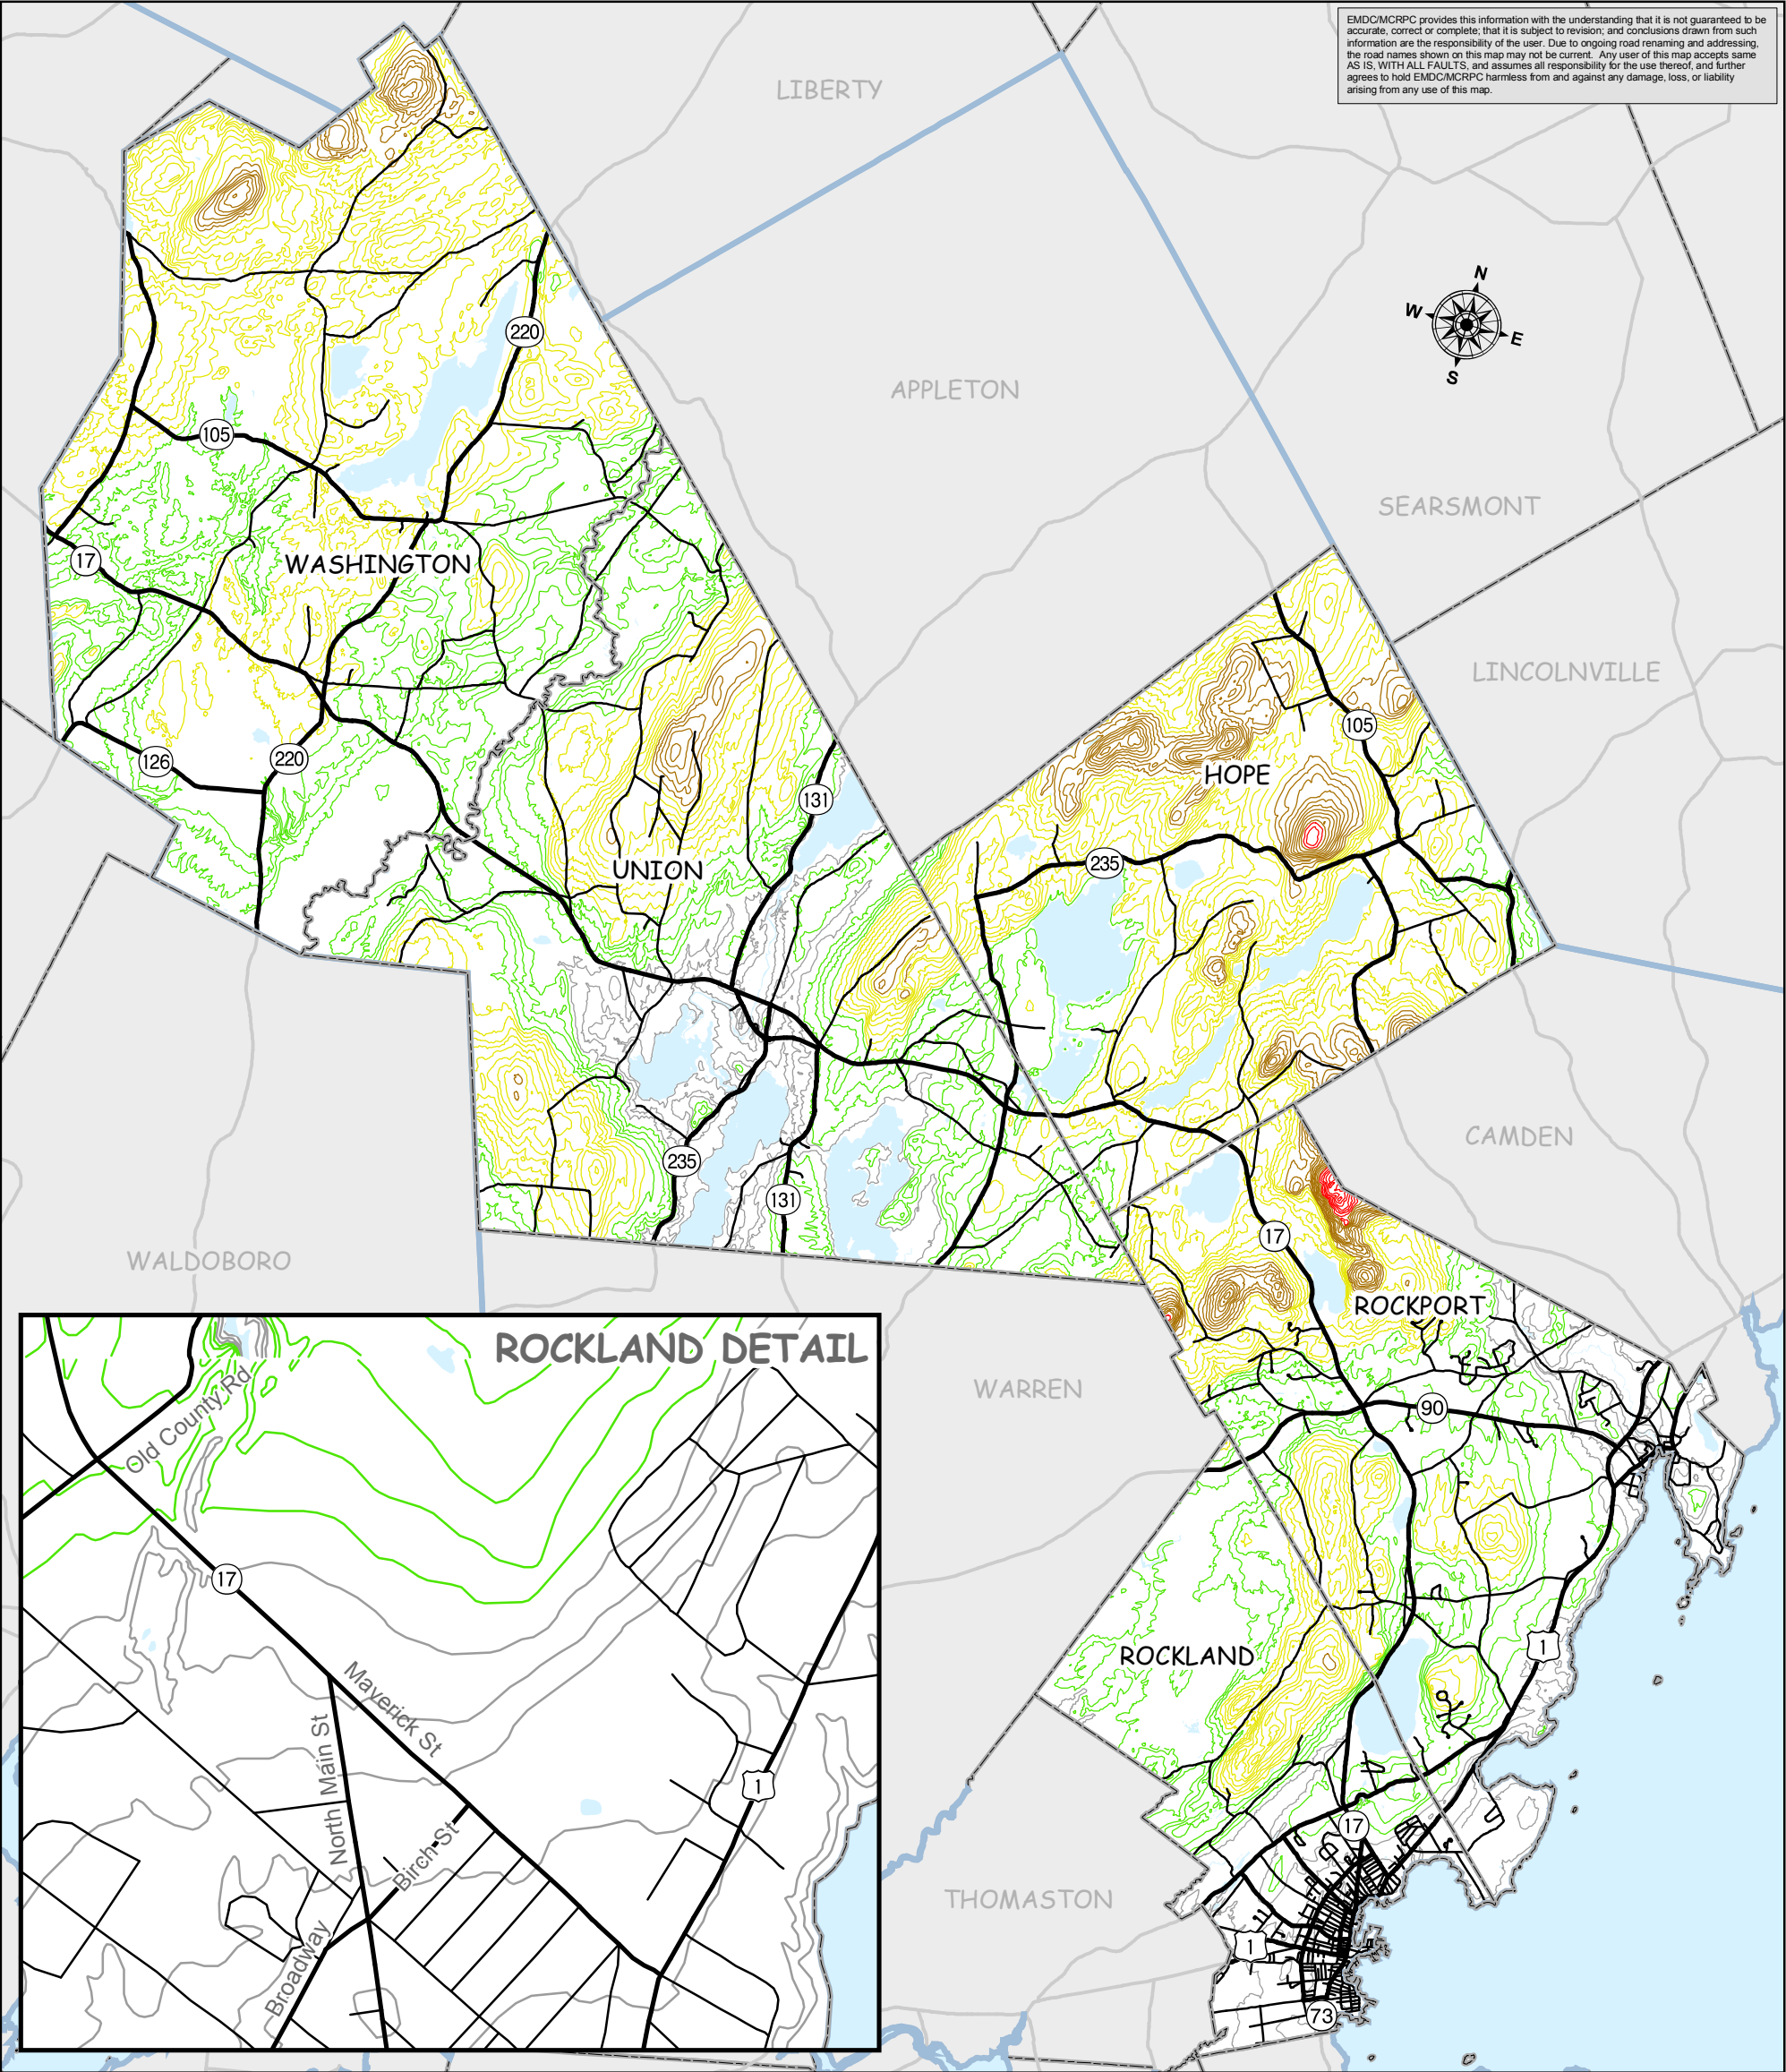 EMDC/MCRPC provides this information with the understanding that it is not guaranteed to be
accurate, correct or complete; that it is subject to revision; and conclusions drawn from such
information are the responsibility of the user. Due to ongoing road renaming and addressing,
the road names shown on this map may not be current. Any user of this map accepts same
AS IS, WITH ALL FAULTS, and assumes all responsibility for the use thereof, and further
agrees to hold EMDC/MCRPC harmless from and against any damage, loss, or liability
arising from any use of this map.
LIBERTY
N
W
E
S
220
APPLETON
105
SEARSMONT
17
WASHINGTON
LINCOLNVILLE
105
126
220
HOPE
131
235
UNION
CAMDEN
235
131
17
WALDOBORO
ROCKPORT
WARREN
90
ROCKLAND
1
17
THOMASTON
1
73
ROCKLAND DETAIL
Old County Rd
17
Maverick St
North Main St
1
Birch St
Broadway